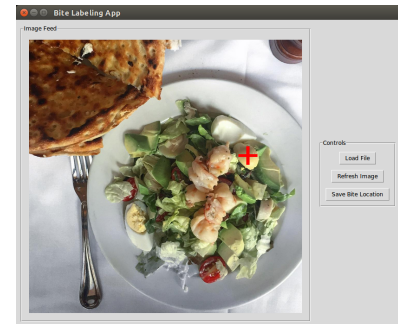 Bite Labeling App
Image Feed
Controls
Load File
Refresh Image
Save Bite Location